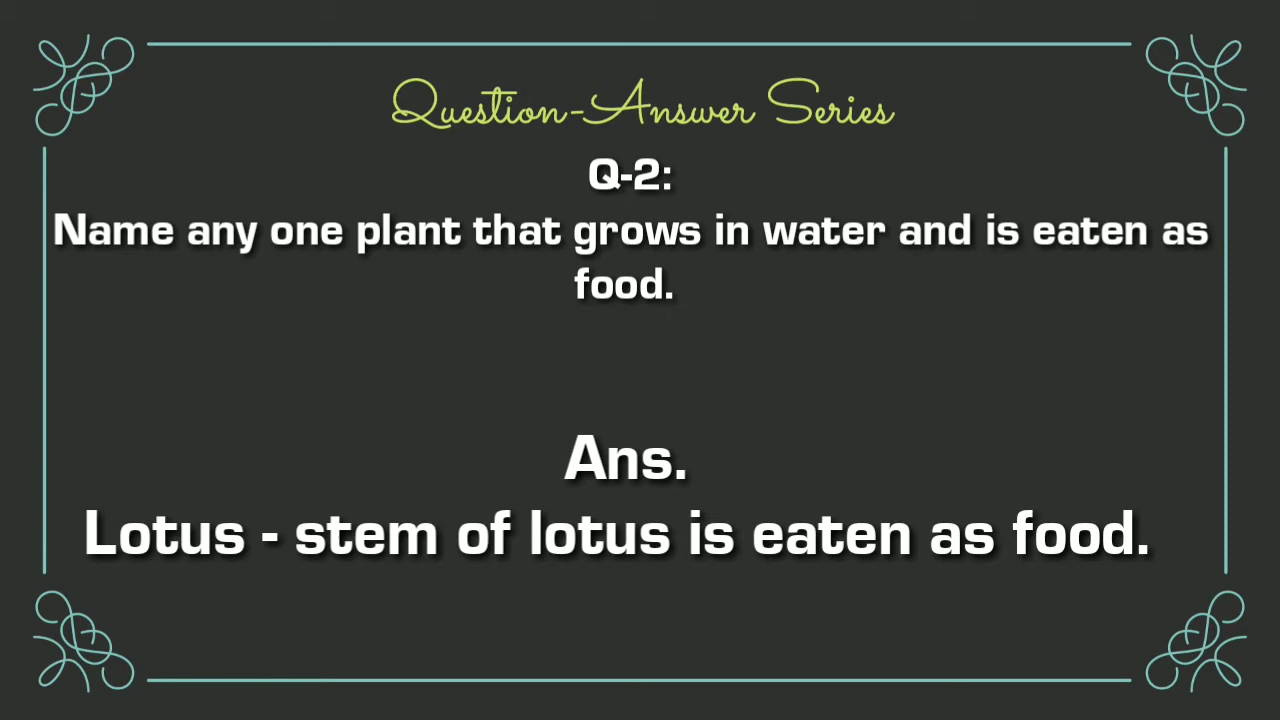 Question-Answer Series
Q-2:
Name any one plant that grows in water and is eaten as
food.
Ans.
Lotus - stem of lotus is eaten as food.